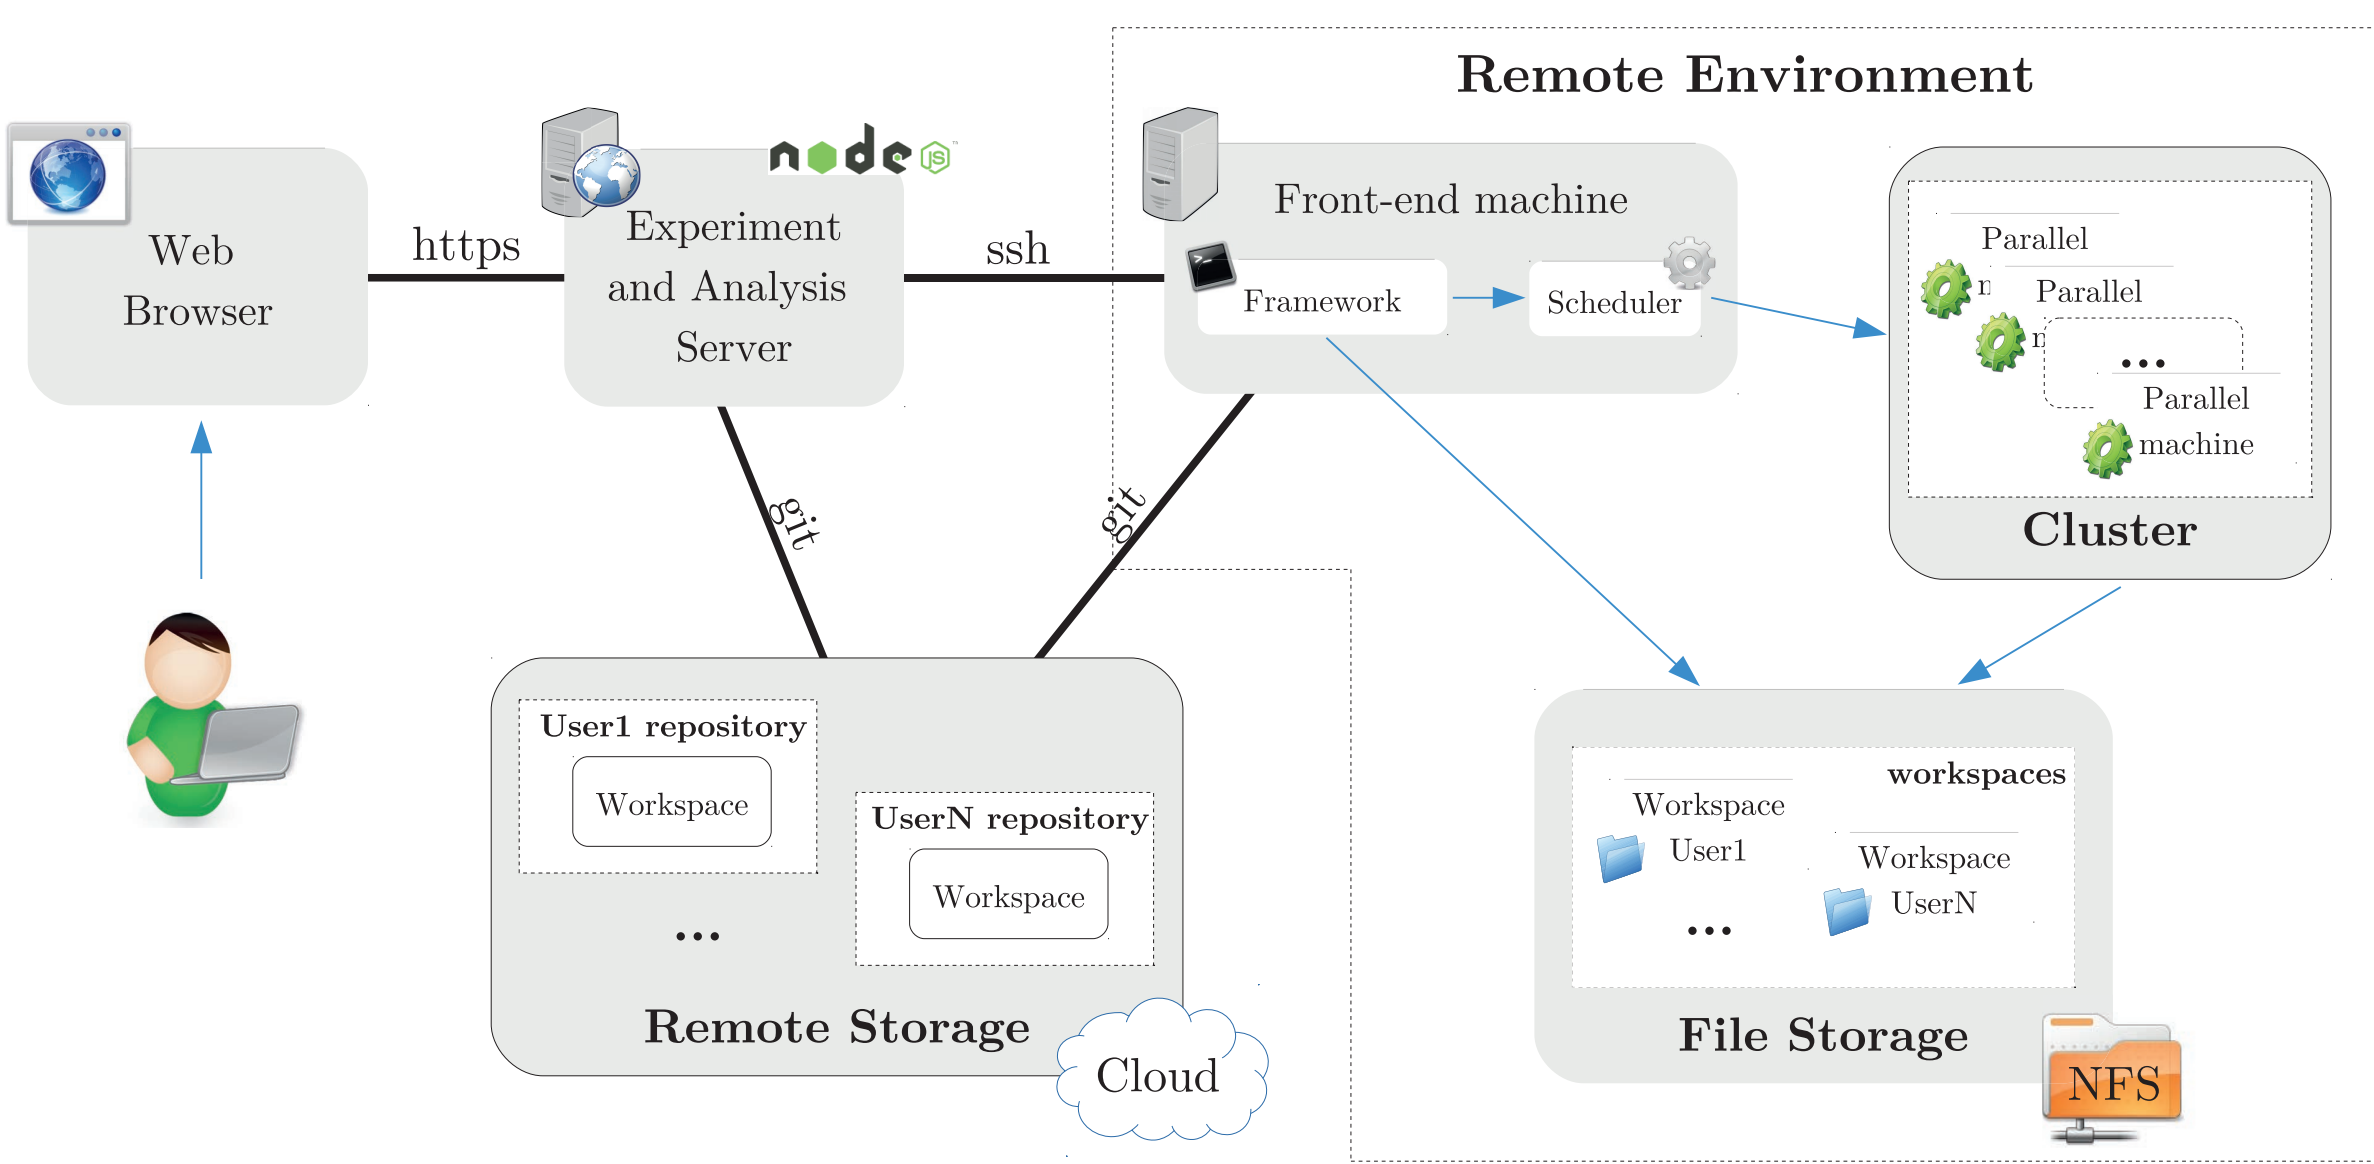 Remote Environment
Web
Browser
https
node
JS
™
Experiment
and Analysis
Server
ssh
Front-end machine
>_
Framework
Scheduler
Parallel
Parallel
...
Parallel
machine
Cluster
git
git
User1 repository
Workspace
UserN repository
Workspace
...
Remote Storage
Cloud
workspaces
Workspace
User1
Workspace
UserN
...
File Storage
NFS